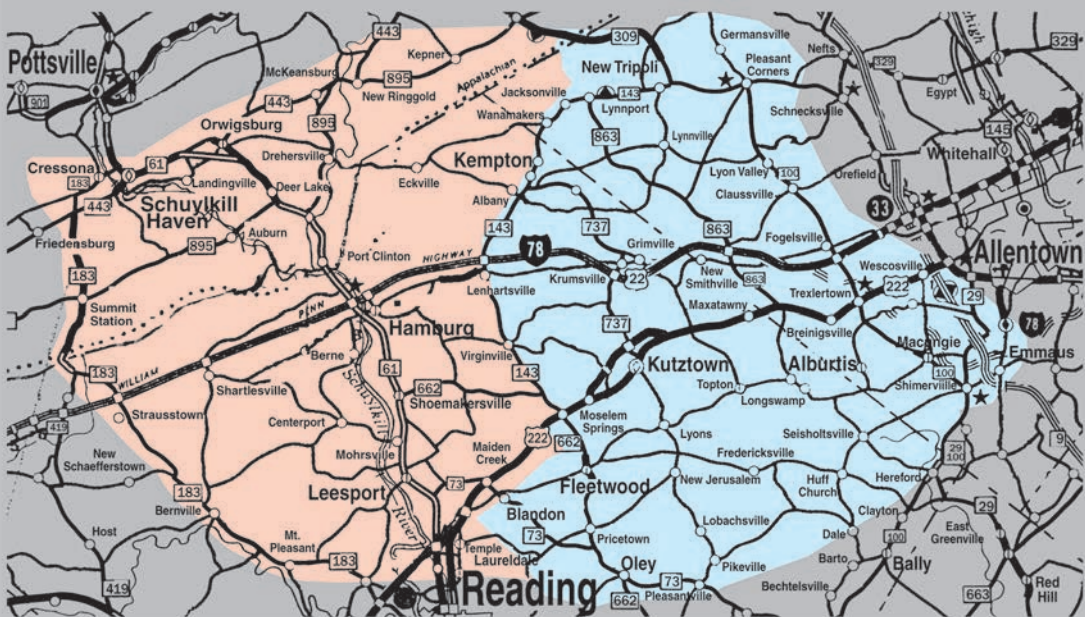 443
309
Germansville
Nefts
329
Kepner
Pottsville
McKeansburg
895
Appalachian
New Tripoli
Pleasant
Corners
329
901
New Ringgold
Jacksonville
143
Lynnport
Schnecksville
Egypt
443
Wanamakers
Orwigsburg
895
863
145
Lynnville
Whitehall
Cressona
61
Drehersville
Kempton
Lyon Valley
100
Orefield
183
Landingville
Eckville
Claussville
443
Schuylkill
Haven
Deer Lake
Albany
33
Friedensburg
895
Auburn
143
737
863
Fogelsville
Port Clinton
HIGHWAY
78
Grimville
Allentown
183
Krumsville
22
New
Smithville
863
Wescosville
222
Summit
Station
PENN
Lenhartsville
Maxatawny
Trexlertown
29
Hamburg
737
Breinigsville
78
Berne
Virginville
Kutztown
Alburtis
Macungie
Emmaus
183
WILLIAM
61
143
100
Shartlesville
Schuylkill
662
Topton
Shimerville
Strausstown
Shoemakersville
Longswamp
419
Centerport
Moselem
Springs
222
662
Lyons
Seisholtsville
9
New
Schaefferstown
Mohrsville
Maiden
Creek
Fredericksville
29
100
183
Leesport
73
Fleetwood
New Jerusalem
Huff
Church
Hereford
Bernville
River
Blandon
Clayton
29
Host
Mt.
Pleasant
73
Pricetown
Lobachsville
Dale
100
East
Greenville
183
Temple
Laureldale
Oley
Pikeville
Barto
Bally
419
Reading
73
Bechtelsville
Red
Hill
662
Pleasantville
663